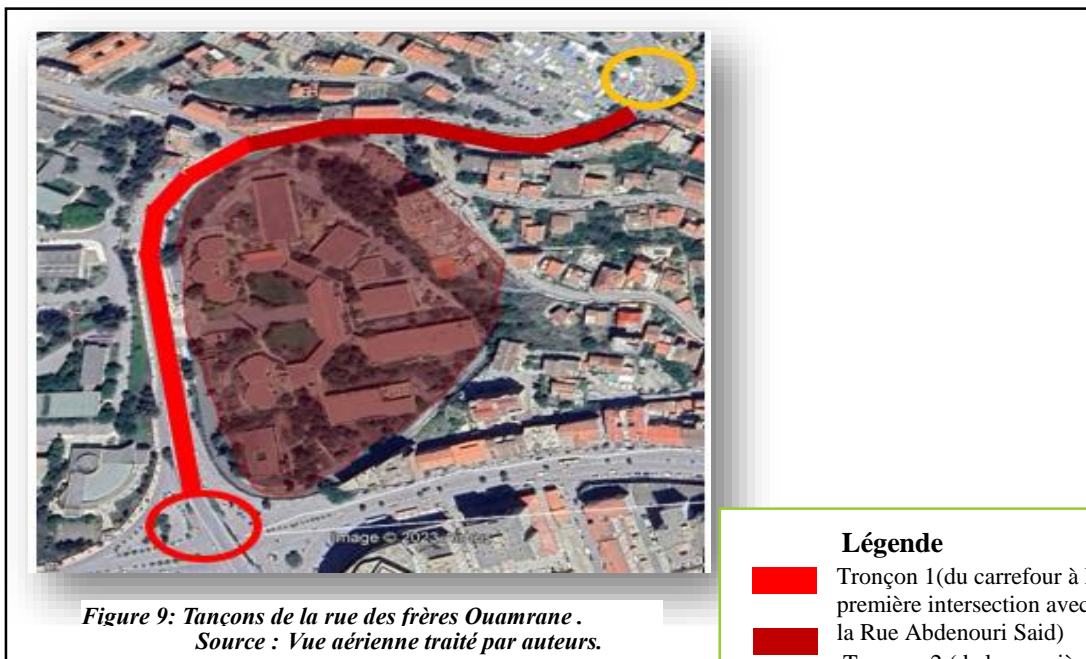 Image © 2023
Légende
Tronçon 1(du carrefour à
première intersection avec
la Rue Abdenouri Said)
Figure 9: Tançons de la rue des frères Ouamrane .
Source : Vue aérienne traité par auteurs.